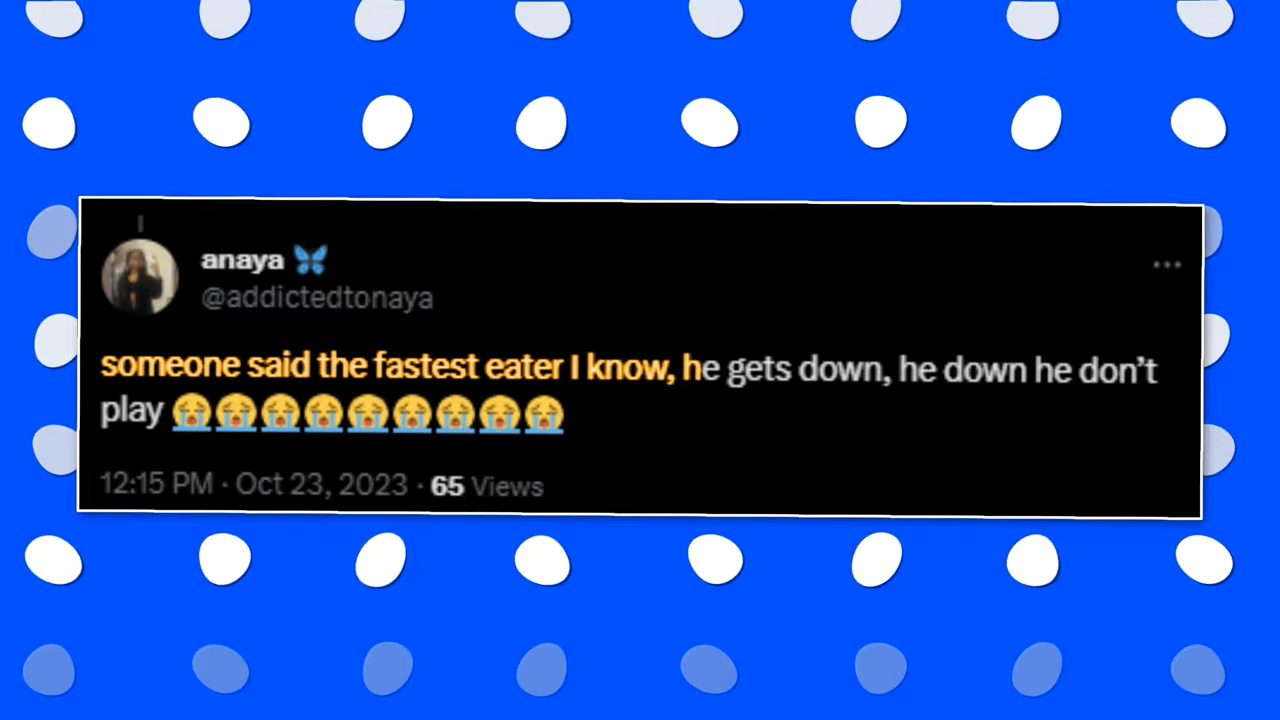 anaya 🦋
@addictedtonaya
someone said the fastest eater I know, he gets down, he down he don’t
play 😭😭😭😭😭😭😭😭😭
12:15 PM · Oct 23, 2023 · 65 Views